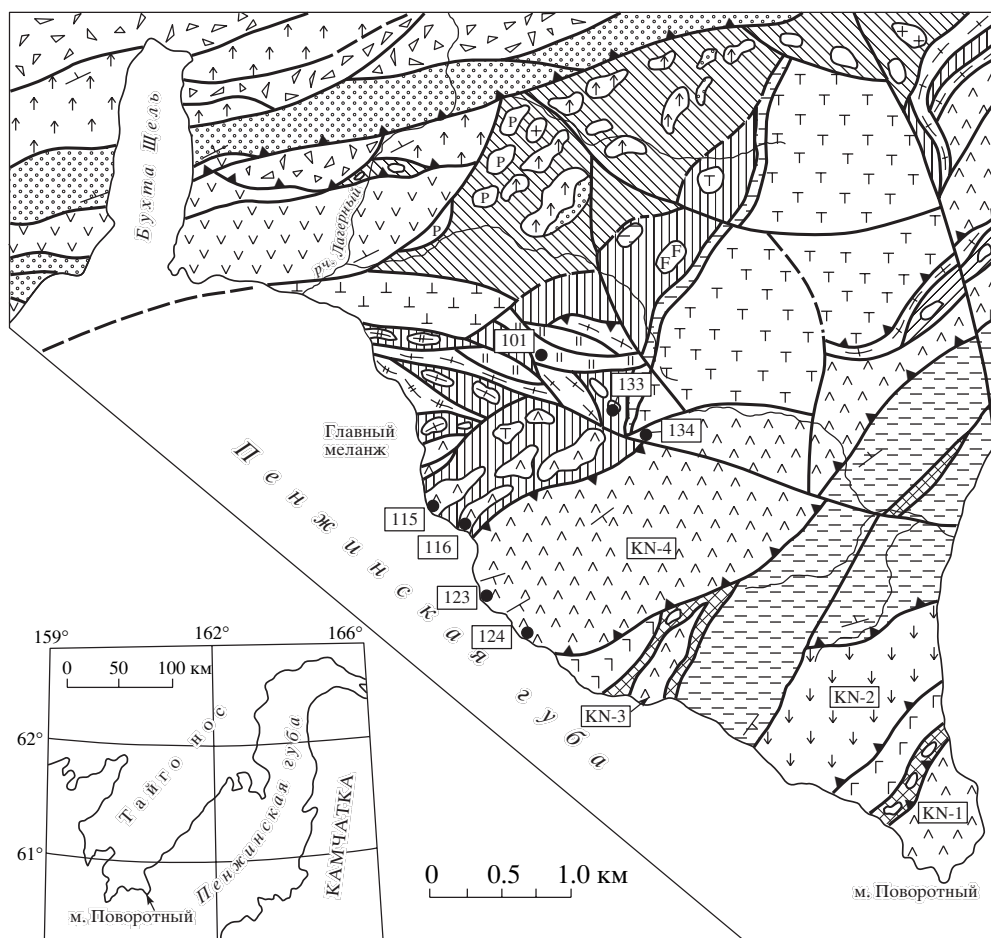 Бухта Щель
рч. Лагерный
P
P
P
P
P
T
F
F
T
101
133
134
Главный
меланж
115
116
123
124
KN-4
KN-3
KN-2
KN-1
Пенжинская губа
м. Поворотный
159°
162°
166°
0 50 100 км
62°
61°
Тайгонос
Пенжинская губа
КАМЧАТКА
м. Поворотный
0 0.5 1.0 км